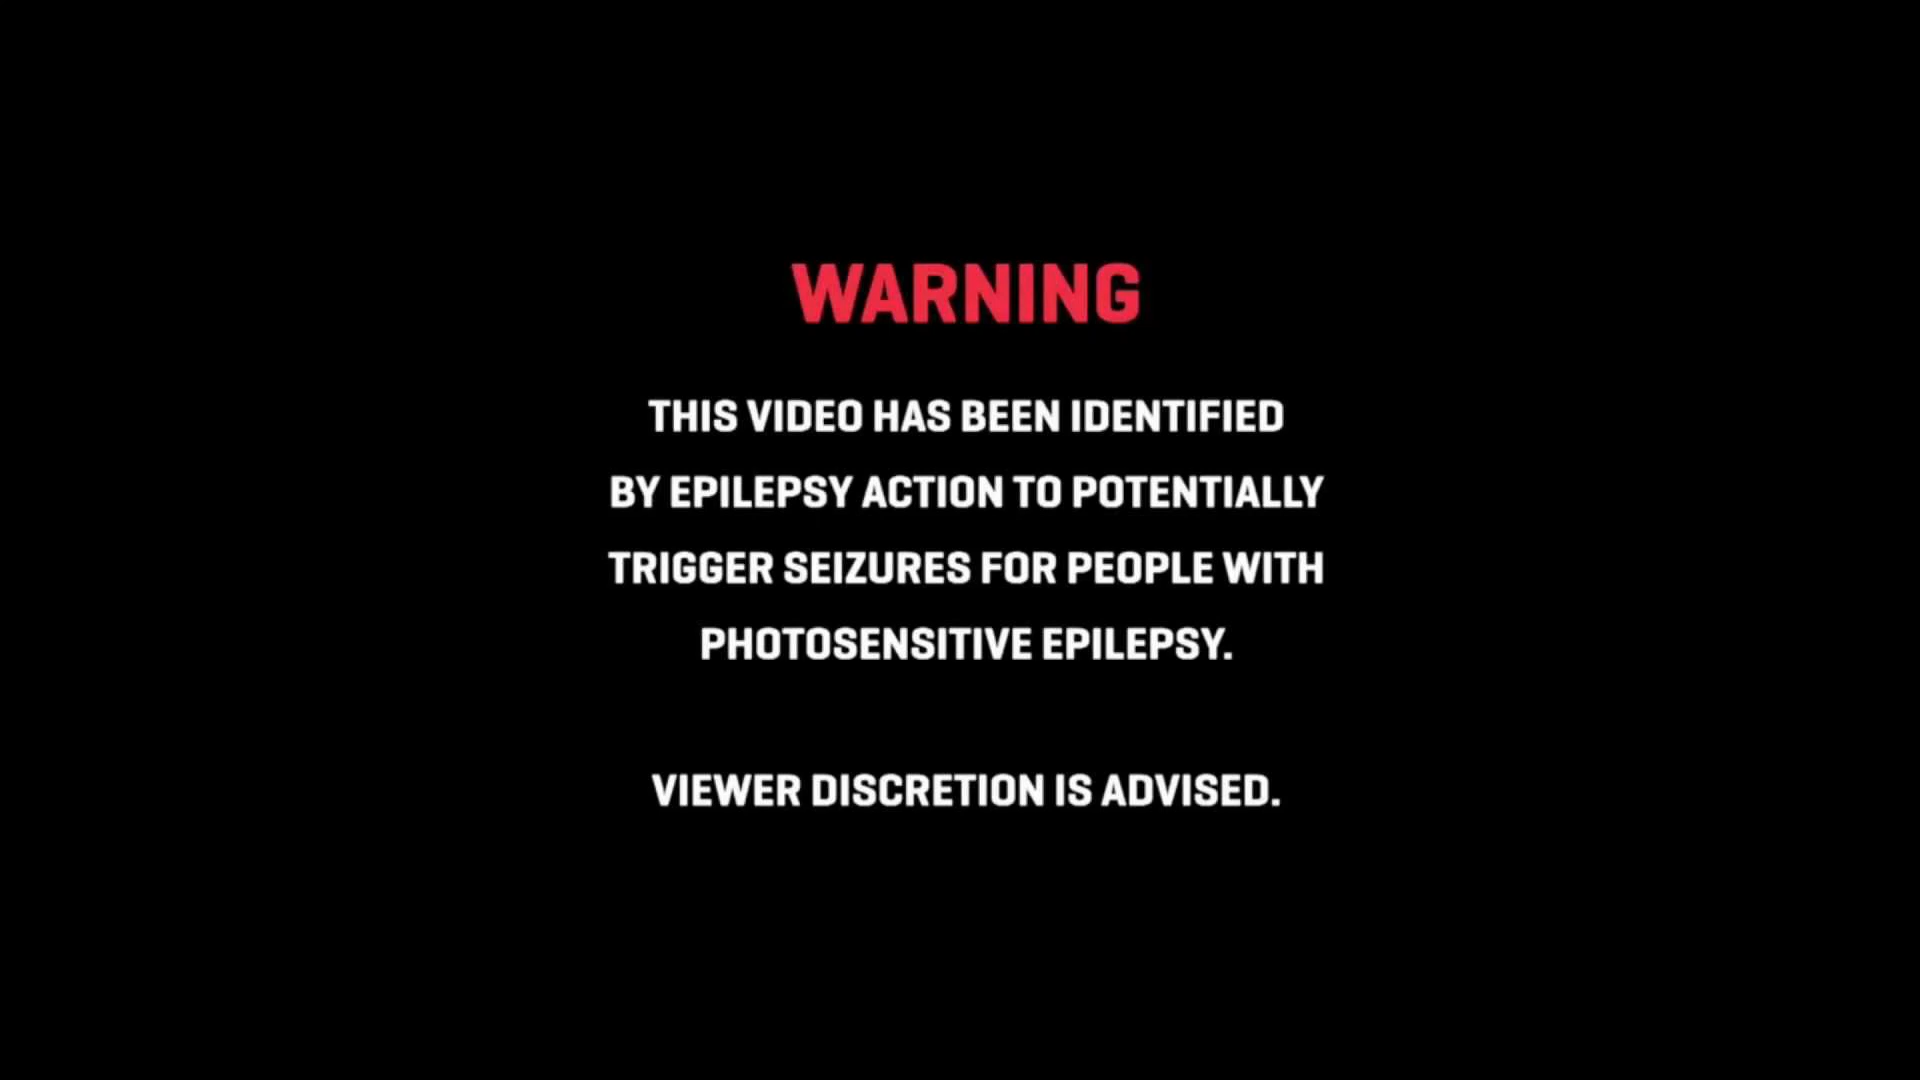 WARNING
THIS VIDEO HAS BEEN IDENTIFIED
BY EPILEPSY ACTION TO POTENTIALLY
TRIGGER SEIZURES FOR PEOPLE WITH
PHOTOSENSITIVE EPILEPSY.
VIEWER DISCRETION IS ADVISED.